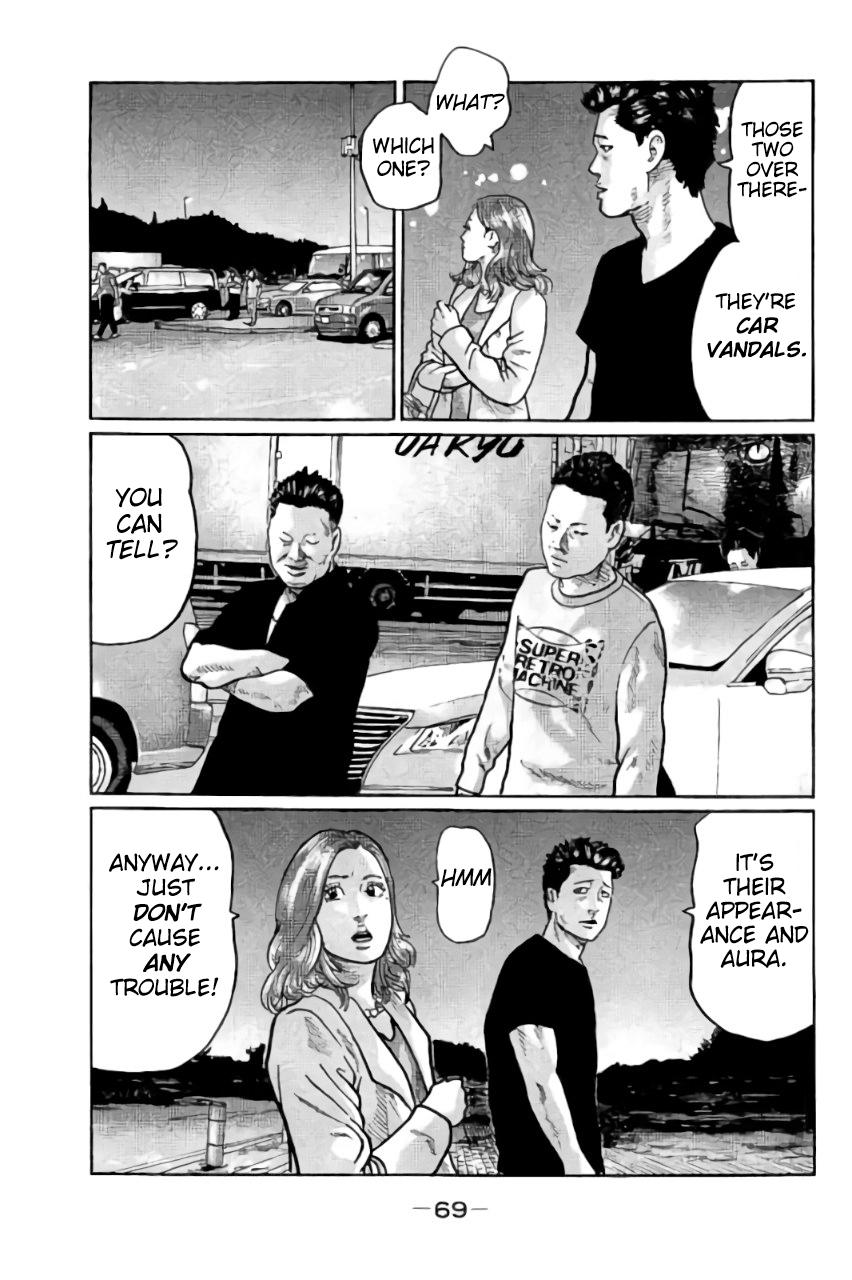 THOSE
TWO
OVER
THERE-
THEY'RE
CAR
VANDALS.
WHAT?
WHICH
ONE?
H
YOU
CAN
TELL?
UAKYU
SUPER
RETRO
MACHINE
IT'S
THEIR
APPEAR-
ANCE AND
AURA.
HMM
ANYWAY...
JUST
DON'T
CAUSE
ANY
TROUBLE!
-69-